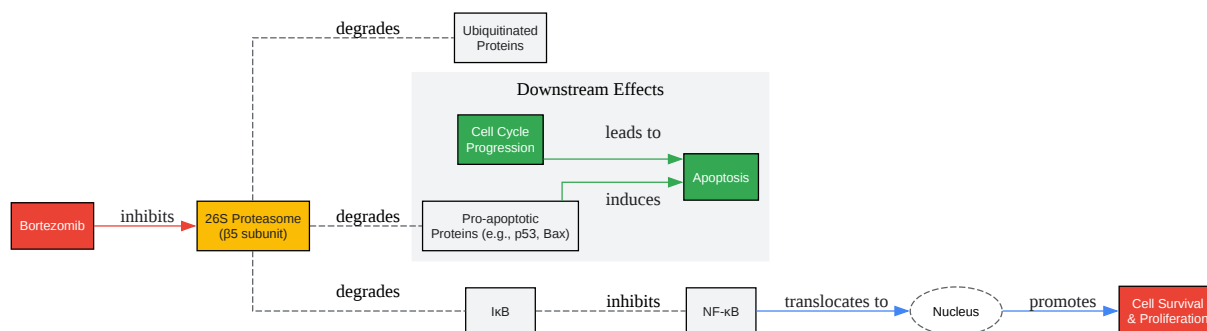 degrades
Ubiquitinated
Proteins
Downstream Effects
Cell Cycle
Progression
leads to
Apoptosis
induces
Bortezomib
inhibits
26S Proteasome
(β5 subunit)
degrades
Pro-apoptotic
Proteins (e.g., p53, Bax)
degrades
IκB
inhibits
NF-κB
translocates to
Nucleus
promotes
Cell Survival
& Proliferation